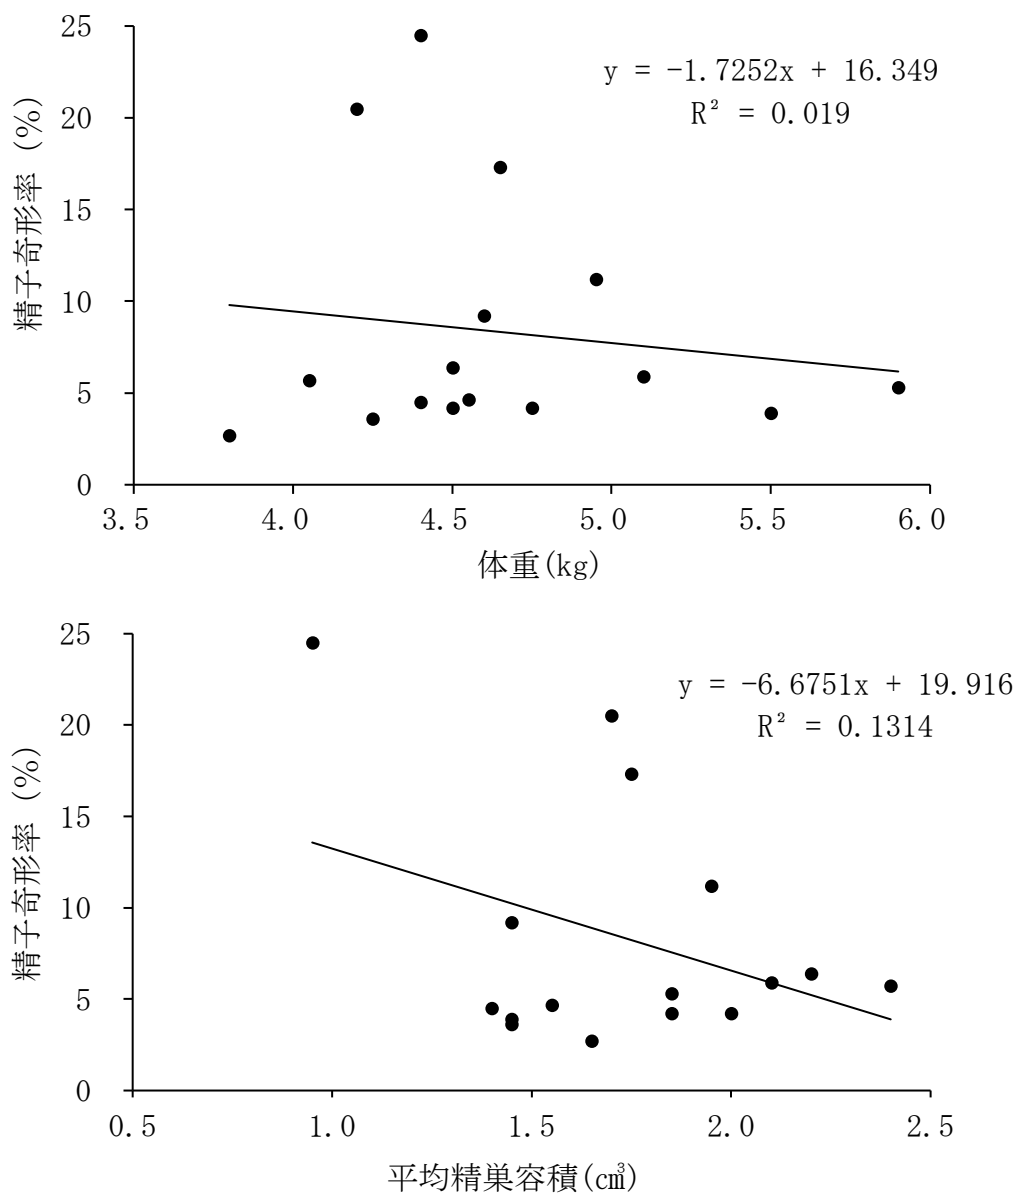 25
20
15
10
5
0
精子奇形率 (%)
y = -1.7252x + 16.349
R² = 0.019
3.5 4.0 4.5 5.0 5.5 6.0
体重(kg)
25
20
15
10
5
0
精子奇形率 (%)
y = -6.6751x + 19.916
R² = 0.1314
0.5 1.0 1.5 2.0 2.5
平均精巣容積(cm³)